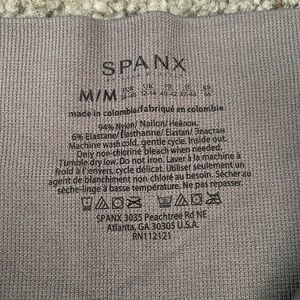 SPANX
M/M
made in colombia/fabriqué en colombie
94% Nylon/ Nailon/ Нейлон,
6% Elastane/Élasthanne/ Elastan/ Эластан
Machine wash cold, gentle cycle. Inside out.
Only non-chlorine bleach when needed.
Tumble dry low. Do not iron. Laver à la machine à
froid à l'envers, cycle délicat. Utiliser seulement un
agent de blanchiment non chloré au besoin. Sécher au
sèche-linge à basse température. Ne pas repasser.
SPANX 3035 Peachtree Rd NE
Atlanta, GA 30305 U.S.A.
RN112121